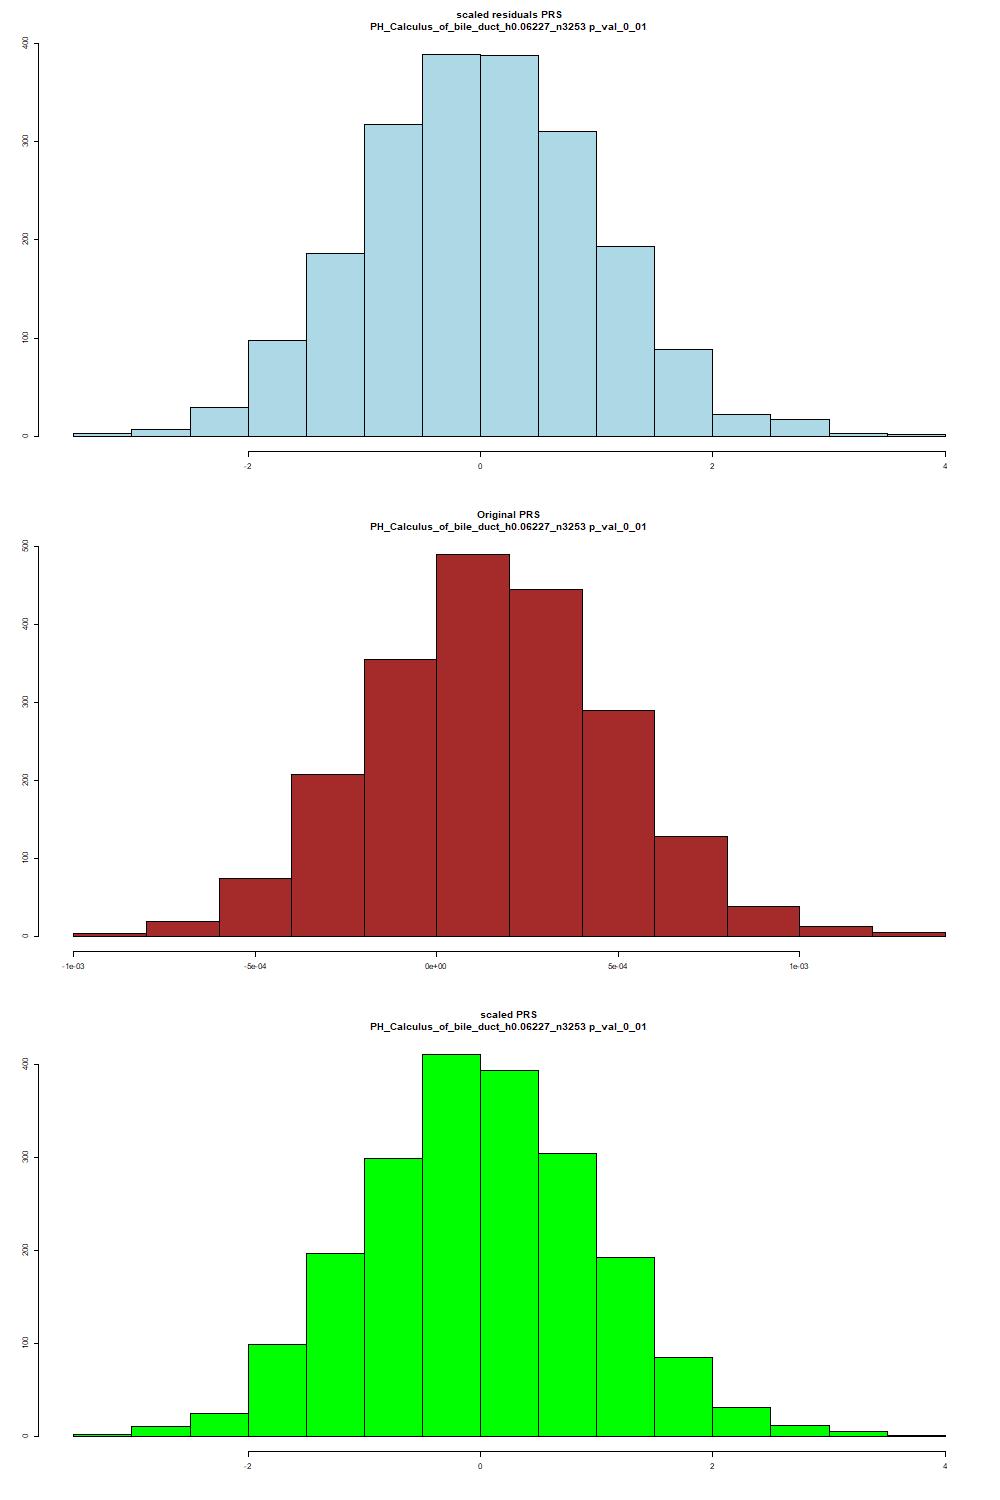 scaled residuals PRS
PH_Calculus_of_bile_duct_h0.06227_n3253 p_val_0_01
400
300
200
100
0
-2 0 2 4
Original PRS
PH_Calculus_of_bile_duct_h0.06227_n3253 p_val_0_01
500
400
300
200
100
0
-1e-03 -5e-04 0e+00 5e-04 1e-03
scaled PRS
PH_Calculus_of_bile_duct_h0.06227_n3253 p_val_0_01
400
300
200
100
0
-2 0 2 4